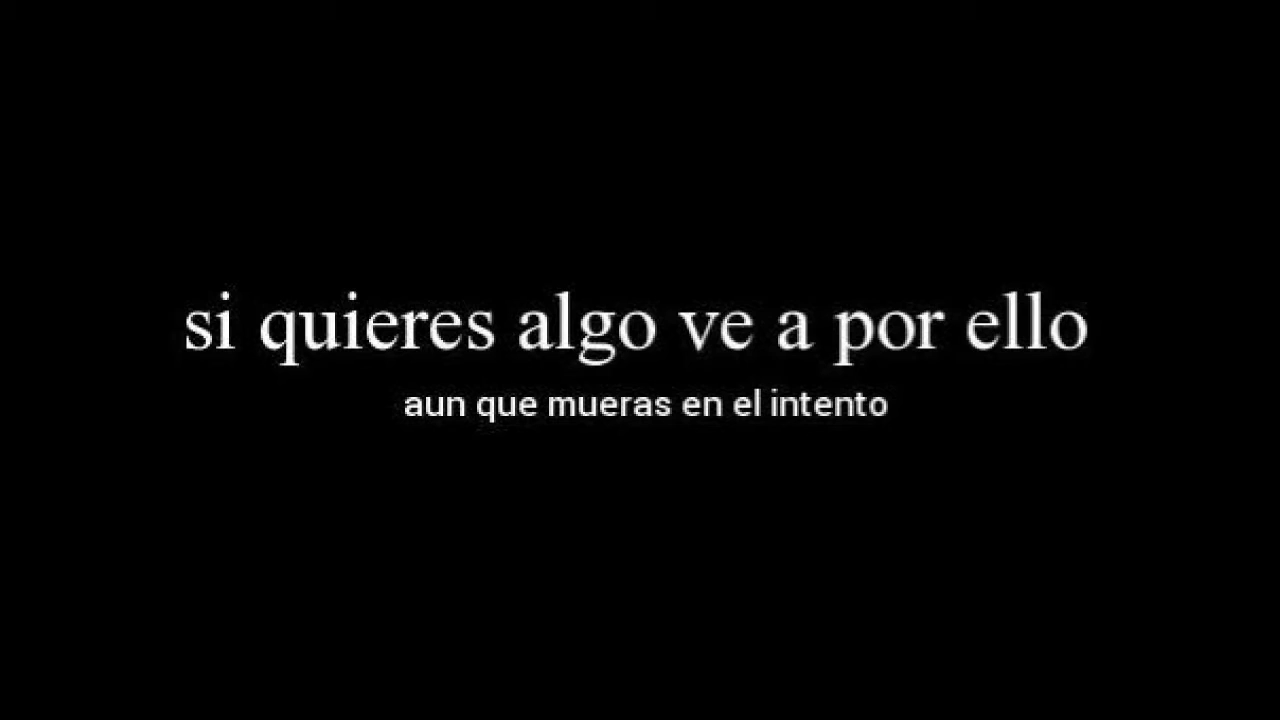 si quieres algo ve a por ello
aun que mueras en el intento